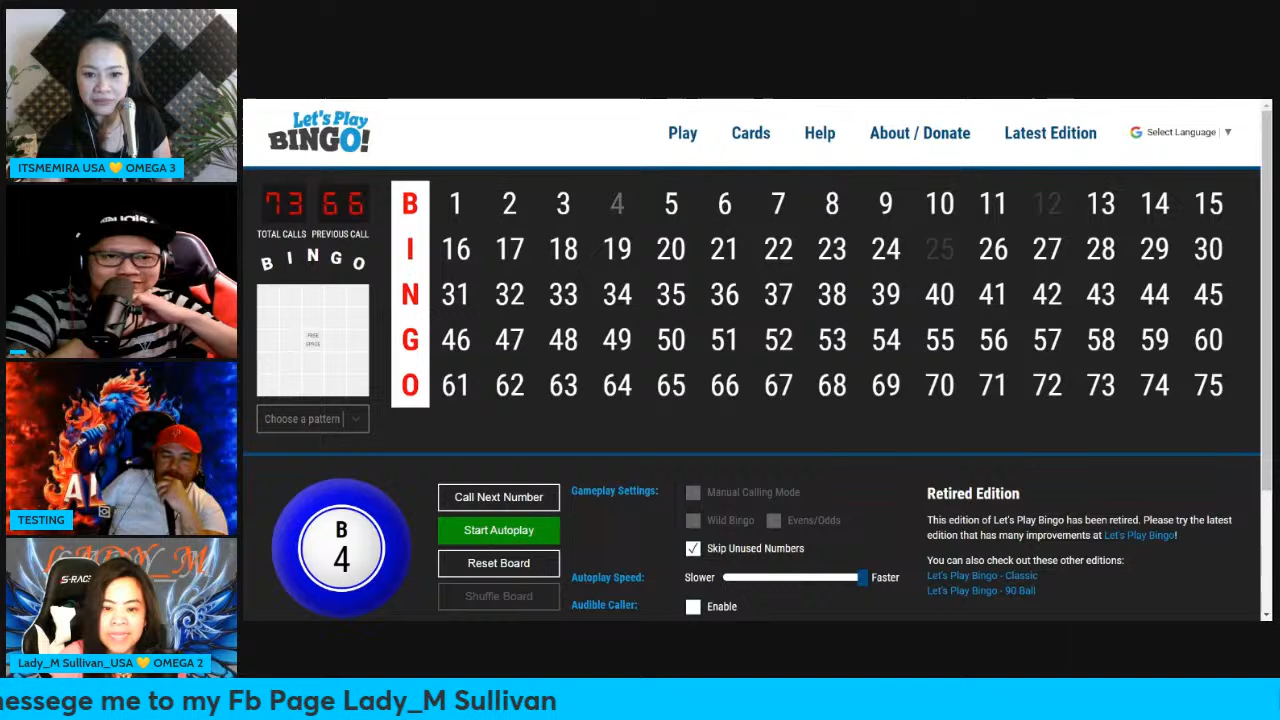 ITSMEMIRA USA 💛 OMEGA 3
TESTING
S-RACE
Lady_M Sullivan_USA 💛 OMEGA 2
Let's Play
BINGO!
Play Cards Help About / Donate Latest Edition Select Language ▼
73 66
TOTAL CALLS PREVIOUS CALL
B I N G O
FREE
SPACE
Choose a pattern
B 1 2 3 4 5 6 7 8 9 10 11 12 13 14 15
I 16 17 18 19 20 21 22 23 24 25 26 27 28 29 30
N 31 32 33 34 35 36 37 38 39 40 41 42 43 44 45
G 46 47 48 49 50 51 52 53 54 55 56 57 58 59 60
O 61 62 63 64 65 66 67 68 69 70 71 72 73 74 75
B
4
Call Next Number
Start Autoplay
Reset Board
Shuffle Board
Gameplay Settings:
Manual Calling Mode
Wild Bingo Evens/Odds
Skip Unused Numbers
Autoplay Speed: Slower Faster
Audible Caller: Enable
Retired Edition
This edition of Let's Play Bingo has been retired. Please try the latest
edition that has many improvements at Let's Play Bingo!
You can also check out these other editions:
Let's Play Bingo - Classic
Let's Play Bingo - 90 Ball
messege me to my Fb Page Lady_M Sullivan